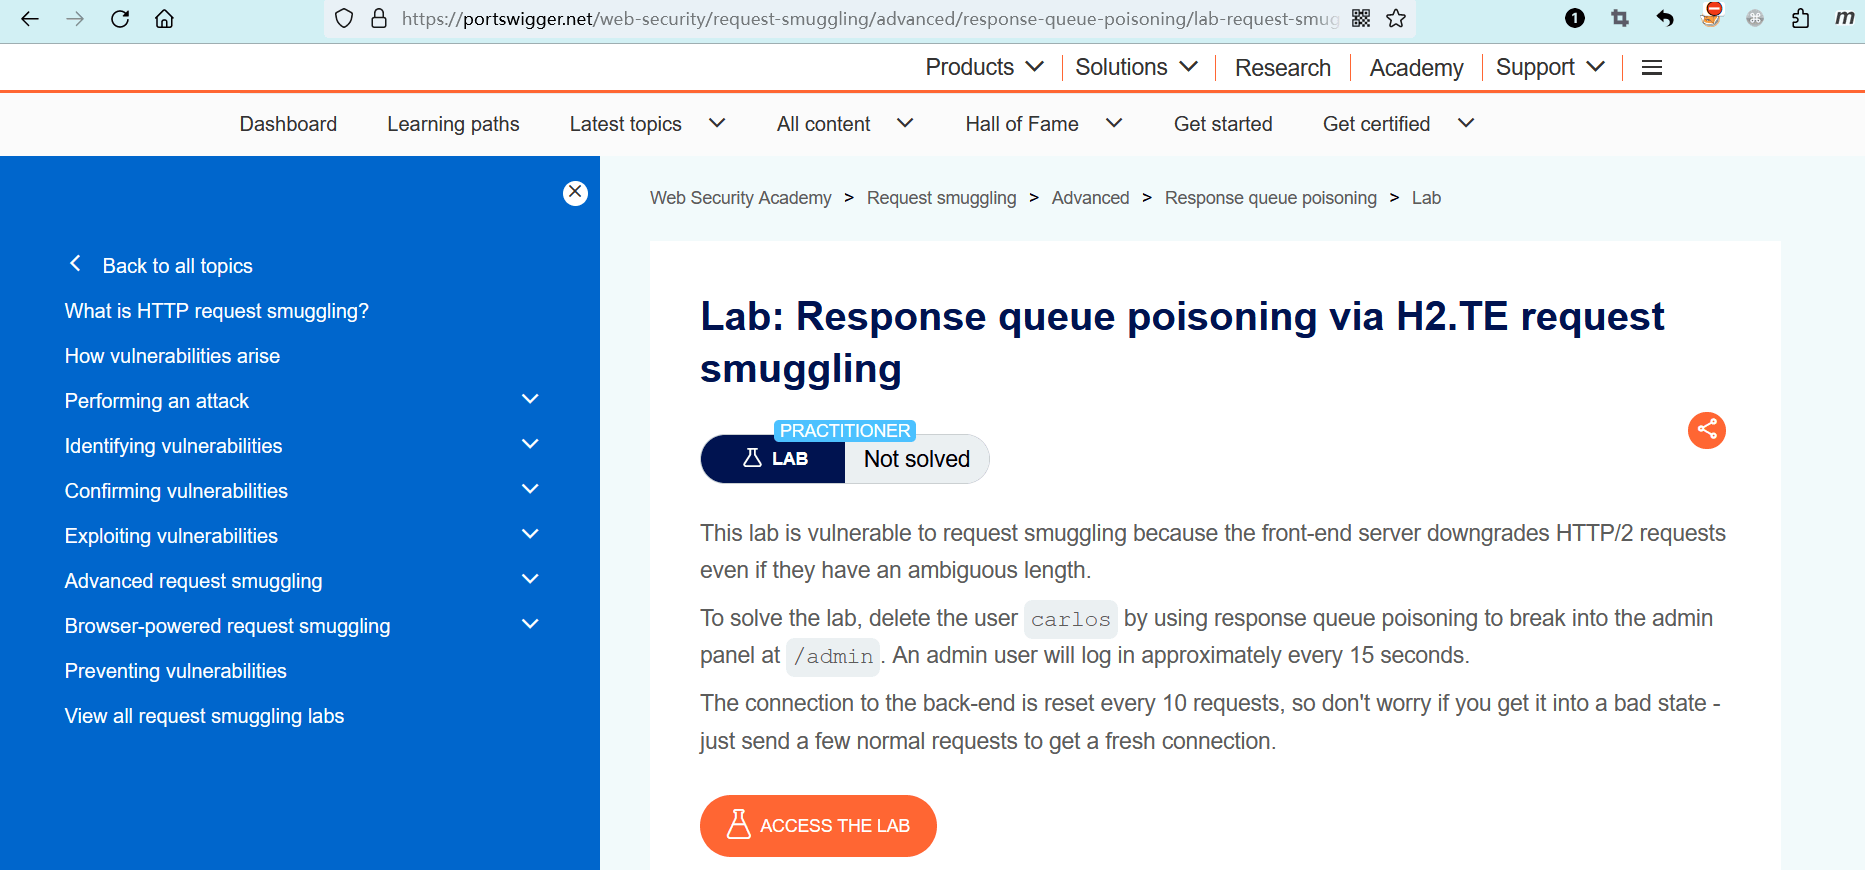 https://portswigger.net/web-security/request-smuggling/advanced/response-queue-poisoning/lab-request-smug
1
m
Products
Solutions
Research
Academy
Support
Dashboard
Learning paths
Latest topics
All content
Hall of Fame
Get started
Get certified
Back to all topics
What is HTTP request smuggling?
How vulnerabilities arise
Performing an attack
Identifying vulnerabilities
Confirming vulnerabilities
Exploiting vulnerabilities
Advanced request smuggling
Browser-powered request smuggling
Preventing vulnerabilities
View all request smuggling labs
Web Security Academy > Request smuggling > Advanced > Response queue poisoning > Lab
Lab: Response queue poisoning via H2.TE request
smuggling
PRACTITIONER
LAB Not solved
This lab is vulnerable to request smuggling because the front-end server downgrades HTTP/2 requests
even if they have an ambiguous length.
To solve the lab, delete the user carlos by using response queue poisoning to break into the admin
panel at /admin. An admin user will log in approximately every 15 seconds.
The connection to the back-end is reset every 10 requests, so don't worry if you get it into a bad state -
just send a few normal requests to get a fresh connection.
ACCESS THE LAB